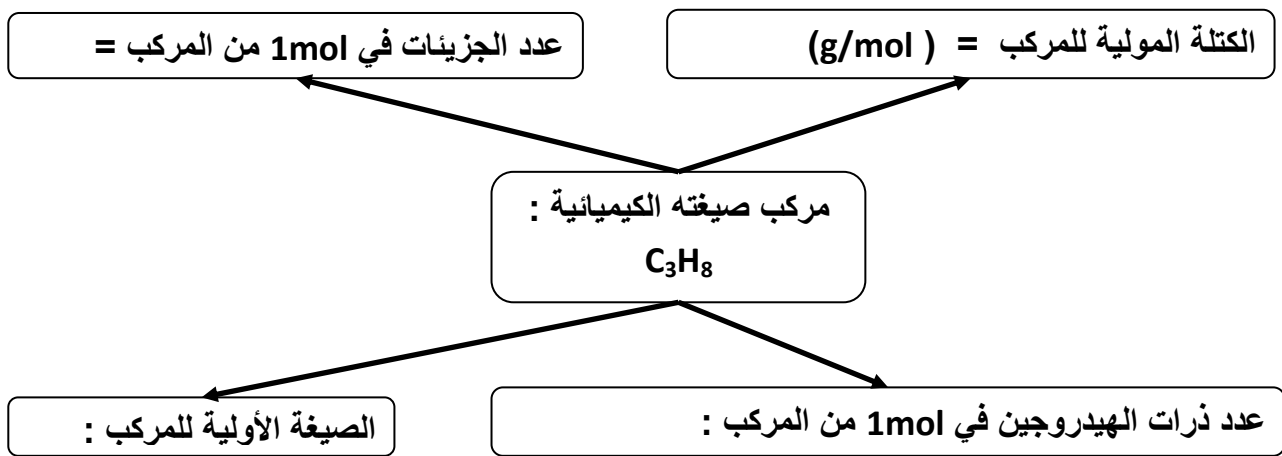 الكتلة المولية للمركب = ( g/mol)
عدد الجزيئات في 1mol من المركب =
مركب صيغته الكيميائية :
C₃H₈
عدد ذرات الهيدروجين في 1mol من المركب :
الصيغة الأولية للمركب :